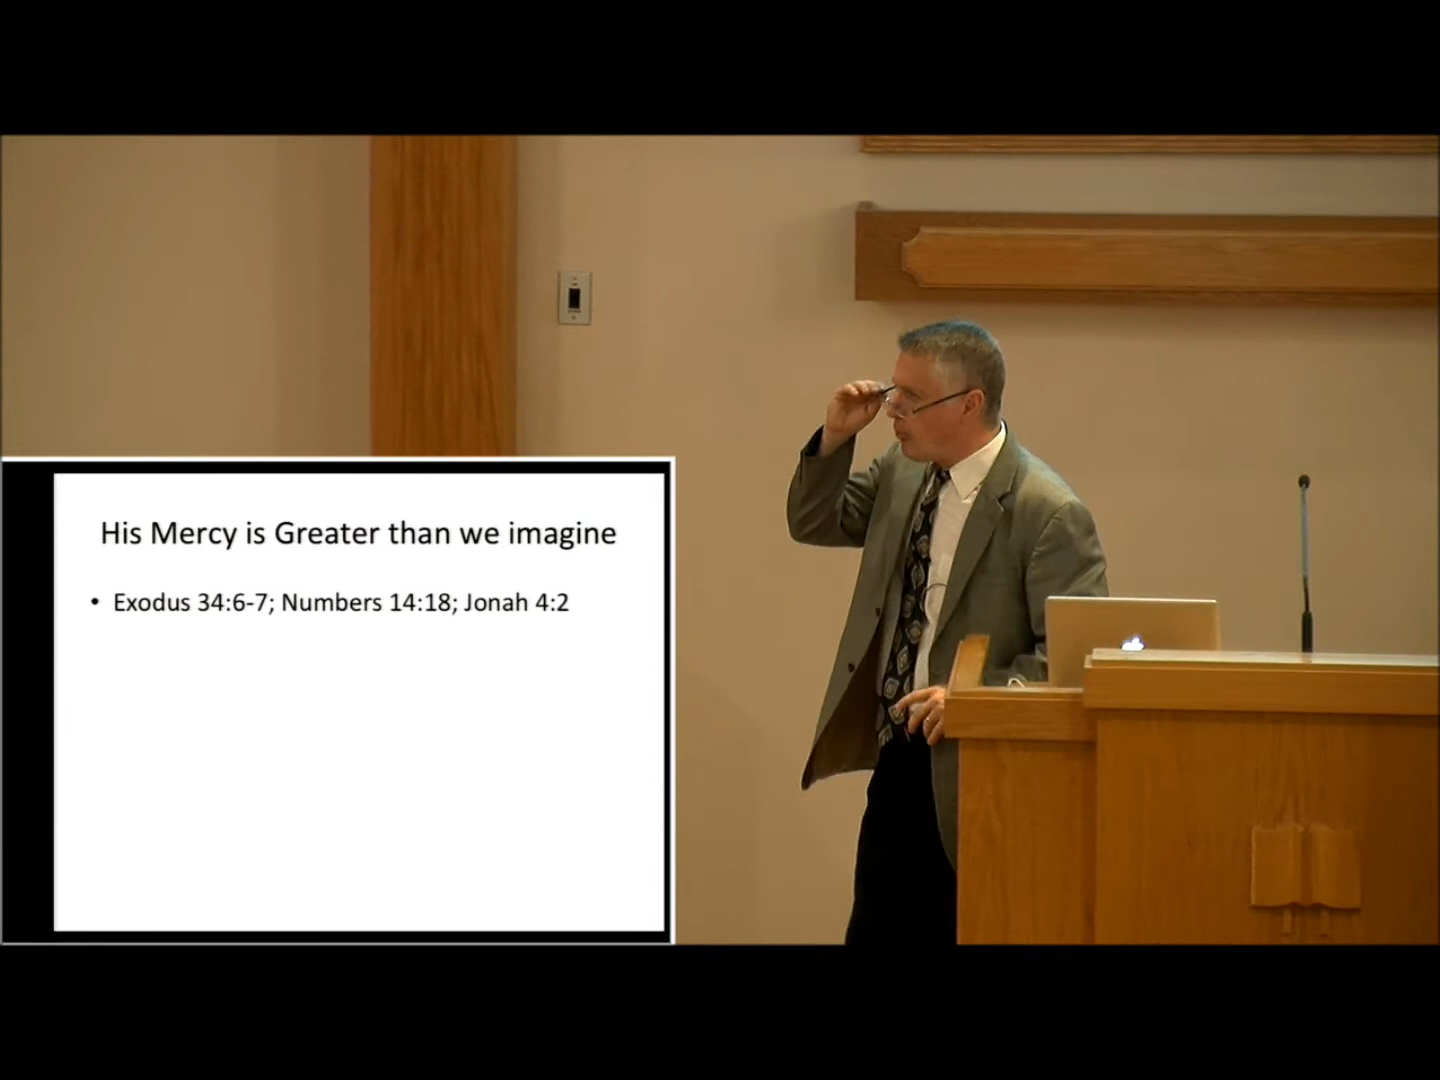 His Mercy is Greater than we imagine
• Exodus 34:6-7; Numbers 14:18; Jonah 4:2